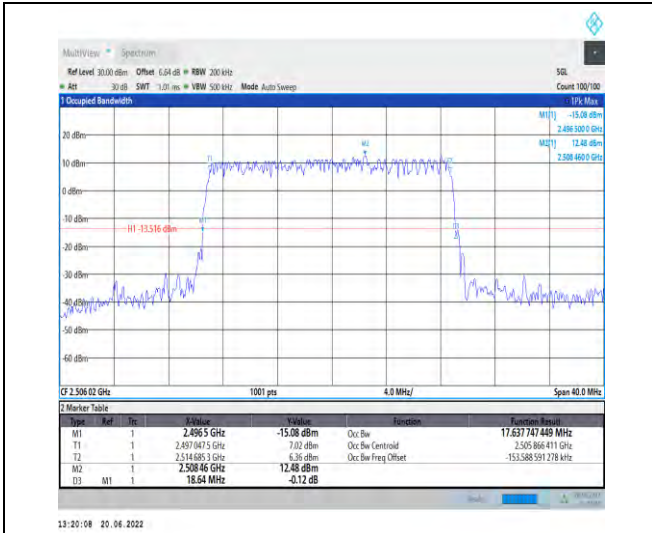 MultiView Spectrum
Ref Level 30.00 dBm Offset 6.64 dB RBW 200 kHz SGL
Att 30 dB SWT 1.01 ms VBW 500 kHz Mode Auto Sweep Count 100/100
1 Occupied Bandwidth 1Pk Max
M1[1] -15.08 dBm
2.496 500 0 GHz
M2[1] 12.48 dBm
2.508 460 0 GHz
20 dBm
M2
T1
10 dBm
0 dBm
-10 dBm
H1 -13.516 dBm
-20 dBm
-30 dBm
-40 dBm
-50 dBm
-60 dBm
CF 2.506 02 GHz 1001 pts 4.0 MHz/ Span 40.0 MHz
2 Marker Table
Type Ref Trc X-Value Y-Value Function Function Result
M1 1 2.496 5 GHz -15.08 dBm Occ Bw 17.637 747 449 MHz
T1 1 2.497 047 5 GHz 7.02 dBm Occ Bw Centroid 2.505 866 411 GHz
T2 1 2.514 685 3 GHz 6.36 dBm Occ Bw Freq Offset -153.588 591 278 kHz
M2 1 2.508 46 GHz 12.48 dBm
D3 M1 1 18.64 MHz -0.12 dB
13:20:08 20.06.2022